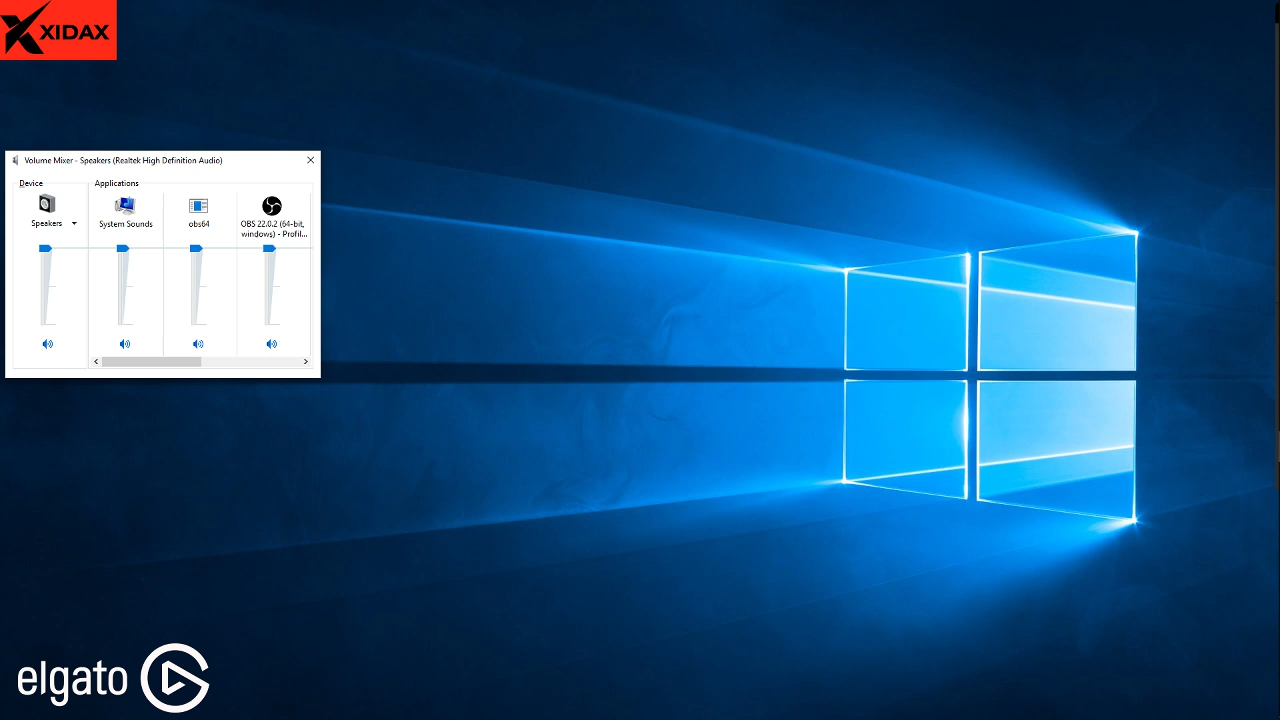 XIDAX
Volume Mixer - Speakers (Realtek High Definition Audio)
Device
Applications
Speakers
System Sounds
obs64
OBS 22.0.2 (64-bit,
windows) - Profil...
elgato